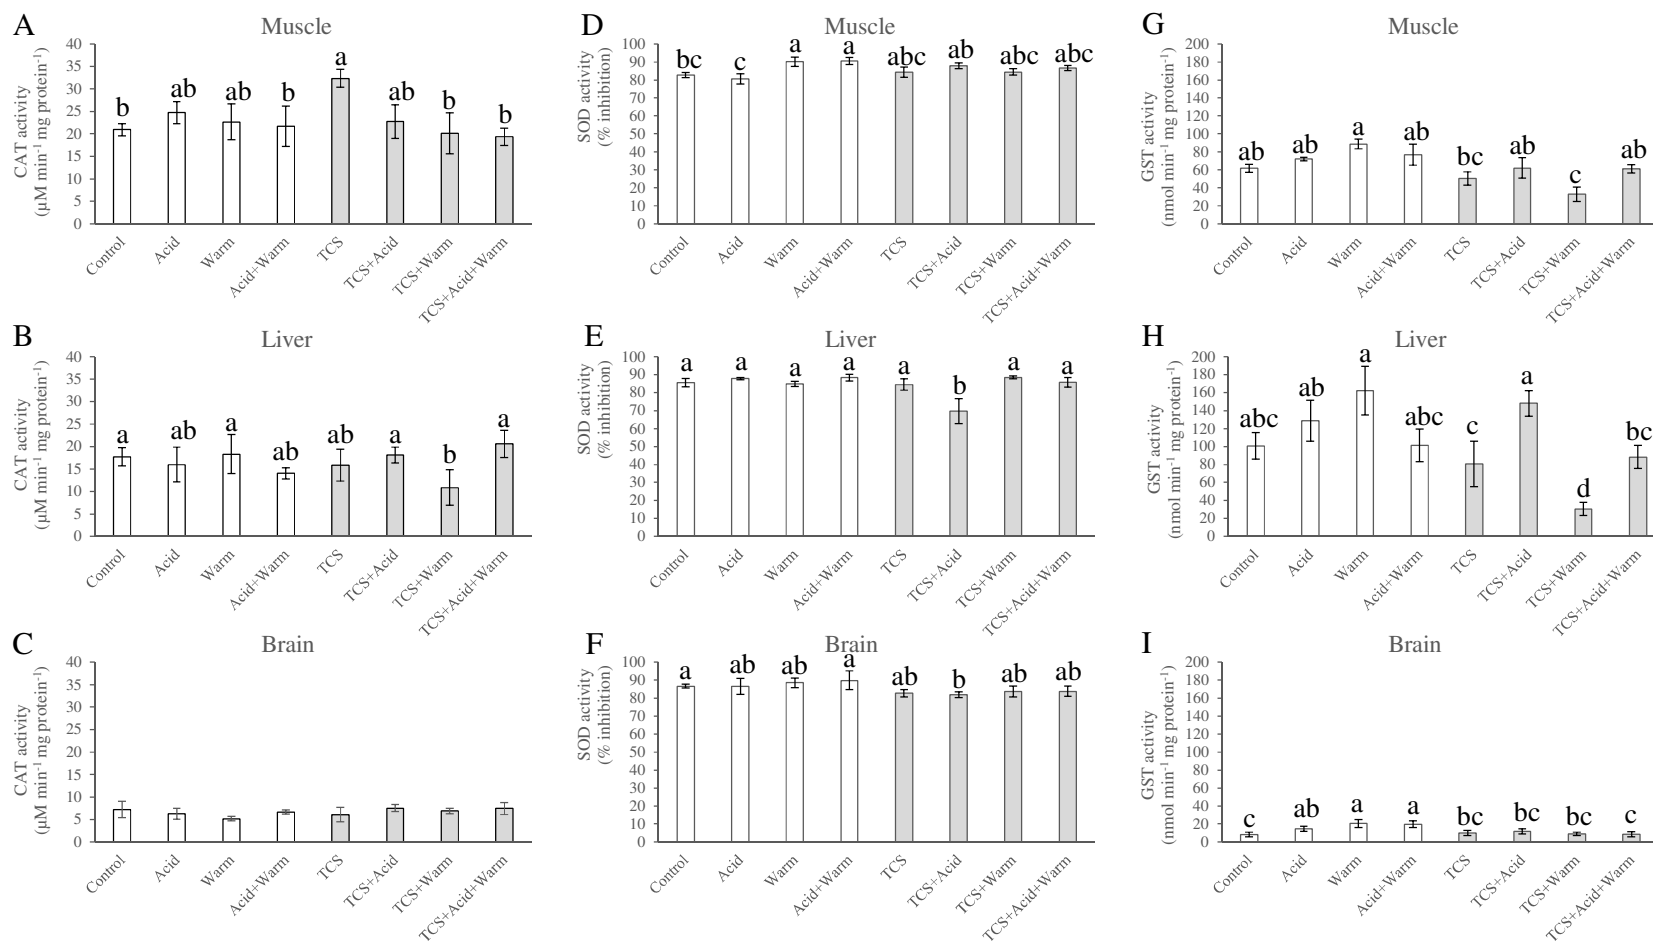 A
Muscle
CAT activity
(µM min-1 mg protein-1)
40
35
30
25
20
15
10
5
0
b
ab
ab
b
a
ab
b
b
Control
Acid
Warm
Acid+Warm
TCS
TCS+Acid
TCS+Warm
TCS+Acid+Warm
D
Muscle
SOD activity
(% inhibition)
100
90
80
70
60
50
40
30
20
10
0
bc
c
a
a
abc
ab
abc
abc
Control
Acid
Warm
Acid+Warm
TCS
TCS+Acid
TCS+Warm
TCS+Acid+Warm
G
Muscle
GST activity
(nmol min-1 mg protein-1)
200
180
160
140
120
100
80
60
40
20
0
ab
ab
a
ab
bc
ab
c
ab
Control
Acid
Warm
Acid+Warm
TCS
TCS+Acid
TCS+Warm
TCS+Acid+Warm
B
Liver
CAT activity
(µM min-1 mg protein-1)
40
35
30
25
20
15
10
5
0
a
ab
a
ab
ab
a
b
a
Control
Acid
Warm
Acid+Warm
TCS
TCS+Acid
TCS+Warm
TCS+Acid+Warm
E
Liver
SOD activity
(% inhibition)
100
90
80
70
60
50
40
30
20
10
0
a
a
a
a
a
b
a
a
Control
Acid
Warm
Acid+Warm
TCS
TCS+Acid
TCS+Warm
TCS+Acid+Warm
H
Liver
GST activity
(nmol min-1 mg protein-1)
200
180
160
140
120
100
80
60
40
20
0
abc
ab
a
abc
c
a
d
bc
Control
Acid
Warm
Acid+Warm
TCS
TCS+Acid
TCS+Warm
TCS+Acid+Warm
C
Brain
CAT activity
(µM min-1 mg protein-1)
40
35
30
25
20
15
10
5
0
Control
Acid
Warm
Acid+Warm
TCS
TCS+Acid
TCS+Warm
TCS+Acid+Warm
F
Brain
SOD activity
(% inhibition)
100
90
80
70
60
50
40
30
20
10
0
a
ab
ab
a
ab
b
ab
ab
Control
Acid
Warm
Acid+Warm
TCS
TCS+Acid
TCS+Warm
TCS+Acid+Warm
I
Brain
GST activity
(nmol min-1 mg protein-1)
200
180
160
140
120
100
80
60
40
20
0
c
ab
a
a
bc
bc
bc
c
Control
Acid
Warm
Acid+Warm
TCS
TCS+Acid
TCS+Warm
TCS+Acid+Warm